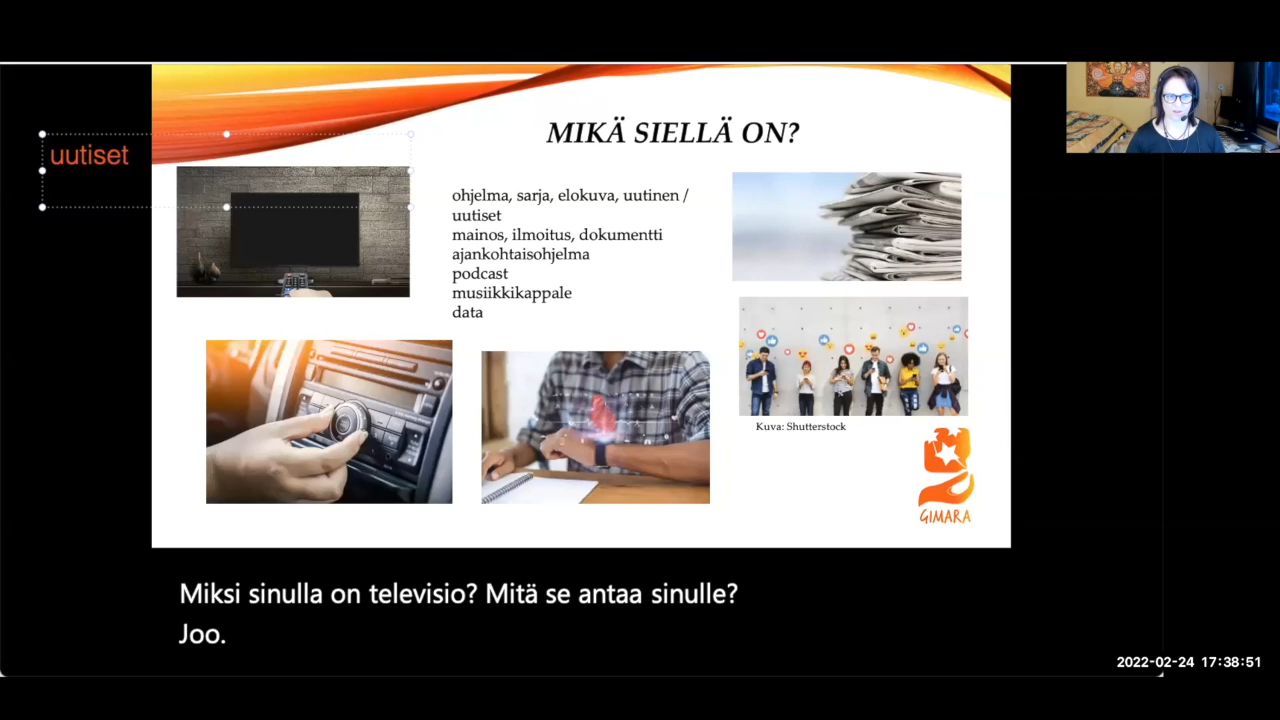 MIKÄ SIELLÄ ON?
uutiset
ohjelma, sarja, elokuva, uutinen /
uutiset
mainos, ilmoitus, dokumentti
ajankohtaisohjelma
podcast
musiikkikappale
data
Kuva: Shutterstock
GIMARA
Miksi sinulla on televisio? Mitä se antaa sinulle?
Joo.
2022-02-24 17:38:51